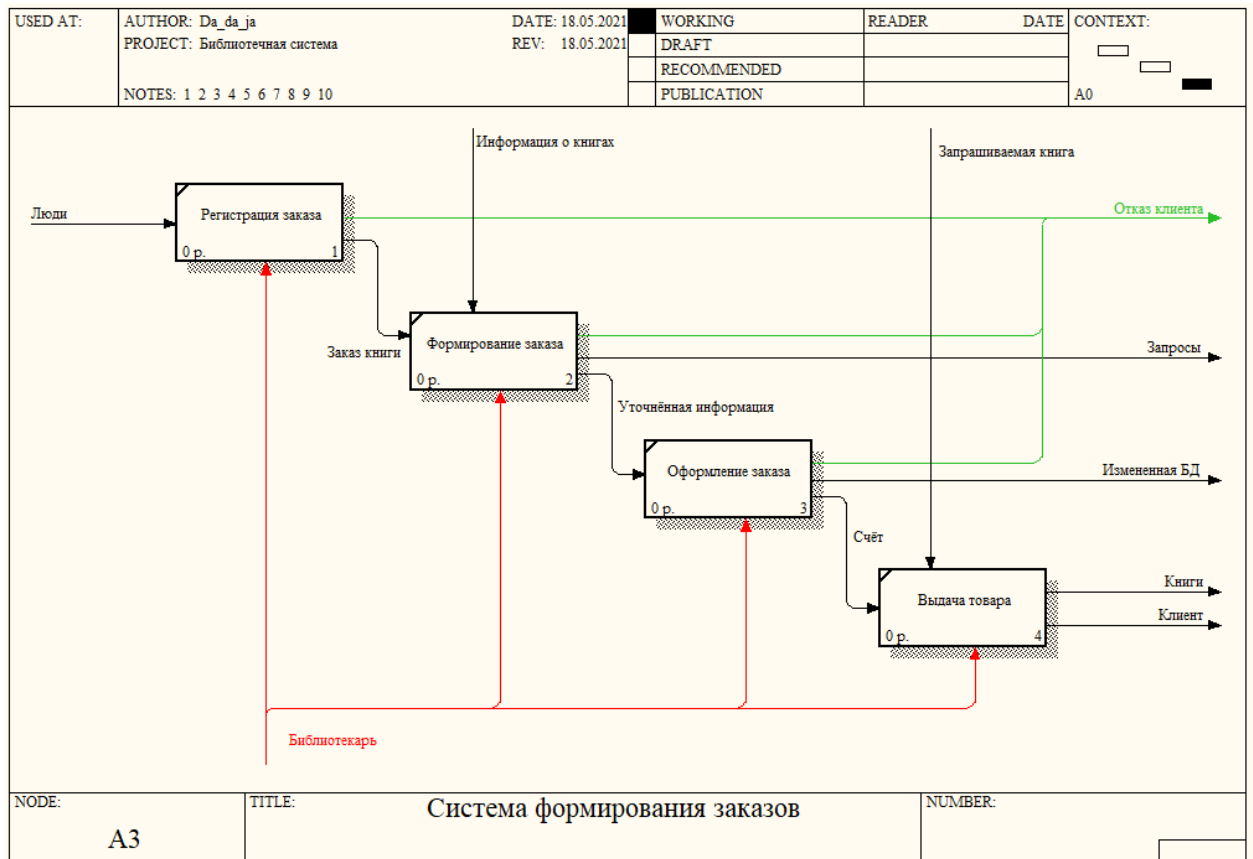 USED AT:
AUTHOR: Da_da_ja
DATE: 18.05.2021
WORKING
READER
DATE
CONTEXT:
PROJECT: Библиотечная система
REV: 18.05.2021
DRAFT
RECOMMENDED
NOTES: 1 2 3 4 5 6 7 8 9 10
PUBLICATION
A0
Информация о книгах
Запрашиваемая книга
Люди
Регистрация заказа
0 р.
1
Отказ клиента
Заказ книги
Формирование заказа
0 р.
2
Запросы
Уточнённая информация
Оформление заказа
0 р.
3
Измененная БД
Счёт
Выдача товара
0 р.
4
Книги
Клиент
Библиотекарь
NODE:
A3
TITLE:
Система формирования заказов
NUMBER: